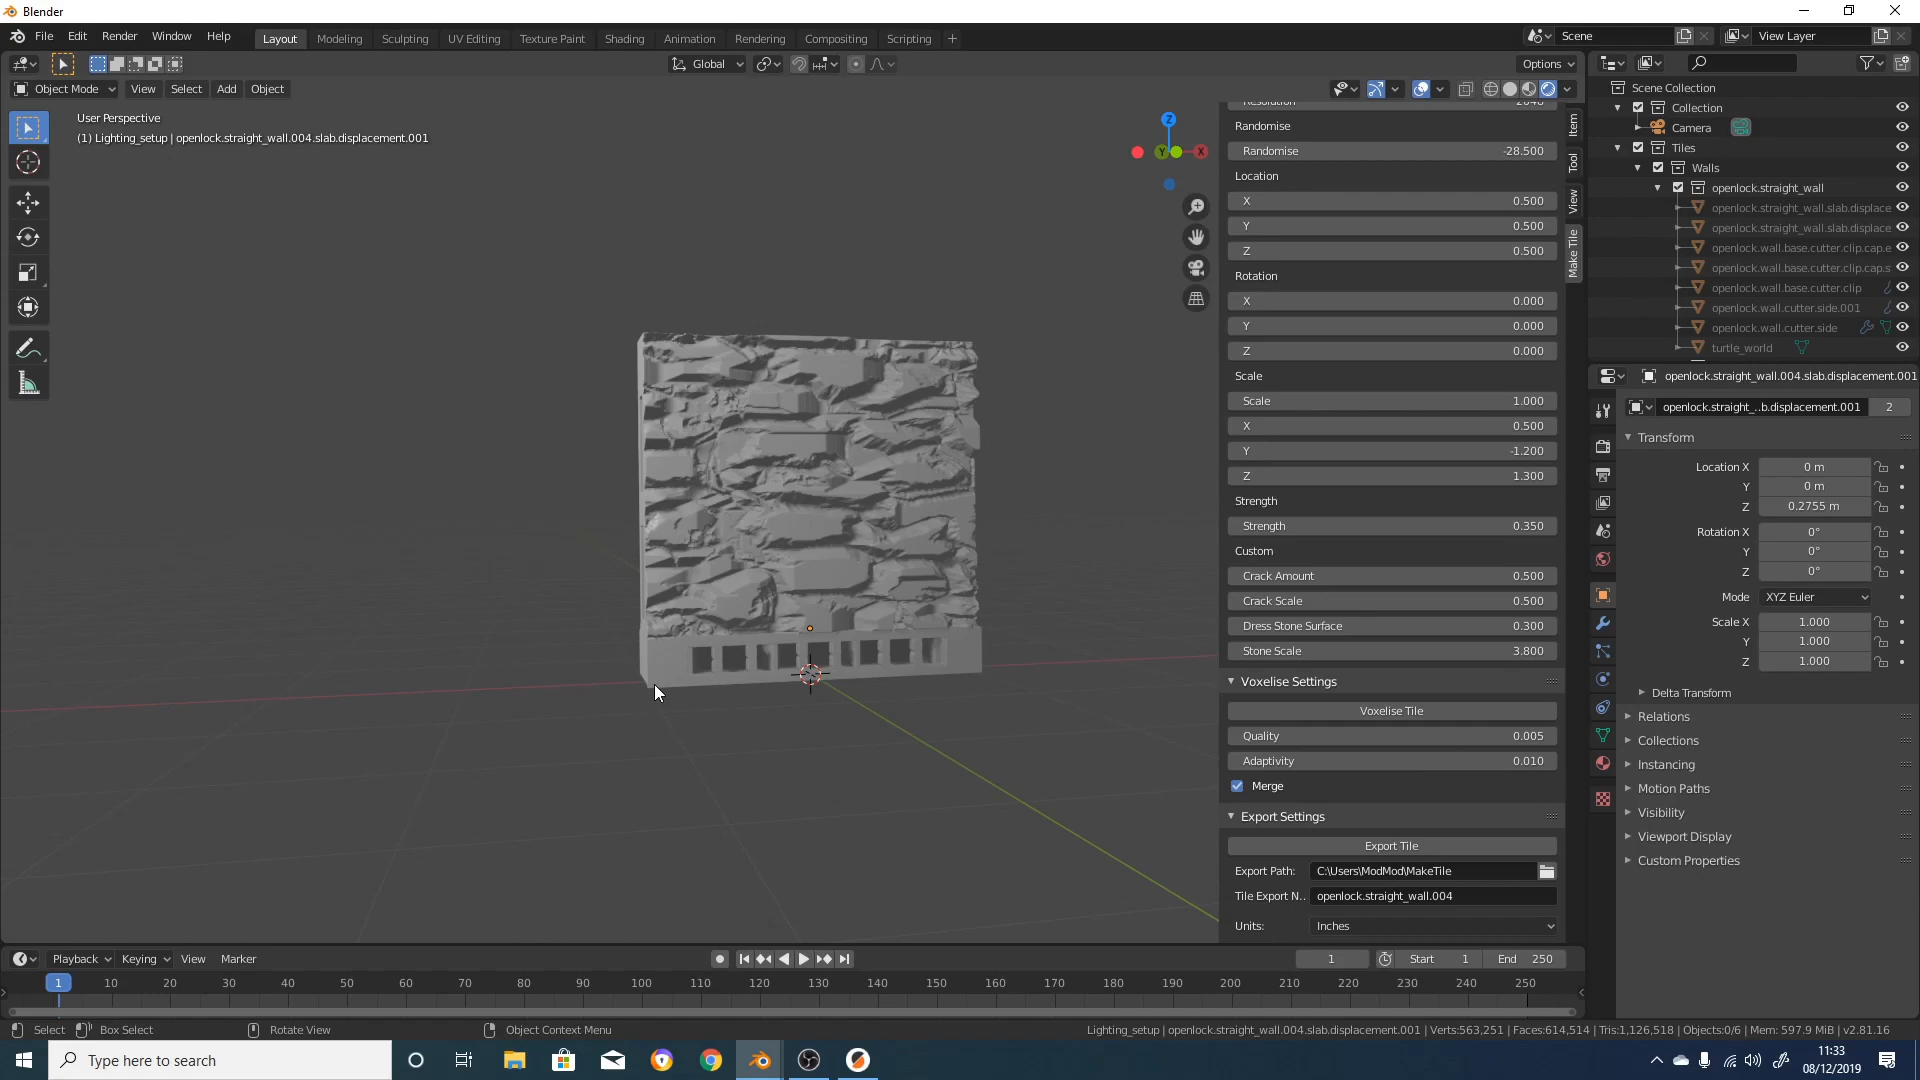 Blender
File Edit Render Window Help
Layout Modeling Sculpting UV Editing Texture Paint Shading Animation Rendering Compositing Scripting
Scene View Layer
Global Options
Object Mode View Select Add Object
User Perspective
(1) Lighting_setup | openlock.straight_wall.004.slab.displacement.001
Z
Y
X
Resolution 2048
Randomise
Randomise -28.500
Location
X 0.500
Y 0.500
Z 0.500
Rotation
X 0.000
Y 0.000
Z 0.000
Scale
Scale 1.000
X 0.500
Y -1.200
Z 1.300
Strength
Strength 0.350
Custom
Crack Amount 0.500
Crack Scale 0.500
Dress Stone Surface 0.300
Stone Scale 3.800
Voxelise Settings
Voxelise Tile
Quality 0.005
Adaptivity 0.010
Merge
Export Settings
Export Tile
Export Path: C:\Users\ModMod\MakeTile
Tile Export N.. openlock.straight_wall.004
Units: Inches
Item
Tool
View
Make Tile
Scene Collection
Collection
Camera
Tiles
Walls
openlock.straight_wall
openlock.straight_wall.slab.displace
openlock.straight_wall.slab.displace
openlock.wall.base.cutter.clip.cap.e
openlock.wall.base.cutter.clip.cap.s
openlock.wall.base.cutter.clip
openlock.wall.cutter.side.001
openlock.wall.cutter.side
turtle_world
openlock.straight_wall.004.slab.displacement.001
openlock.straight_..b.displacement.001 2
Transform
Location X 0 m
Y 0 m
Z 0.2755 m
Rotation X 0°
Y 0°
Z 0°
Mode XYZ Euler
Scale X 1.000
Y 1.000
Z 1.000
Delta Transform
Relations
Collections
Instancing
Motion Paths
Visibility
Viewport Display
Custom Properties
Playback Keying View Marker
1 Start 1 End 250
1 10 20 30 40 50 60 70 80 90 100 110 120 130 140 150 160 170 180 190 200 210 220 230 240 250
Select Box Select Rotate View Object Context Menu
Lighting_setup | openlock.straight_wall.004.slab.displacement.001 | Verts:563,251 | Faces:614,514 | Tris:1,126,518 | Objects:0/6 | Mem: 597.9 MiB | v2.81.16
Type here to search
11:33
08/12/2019